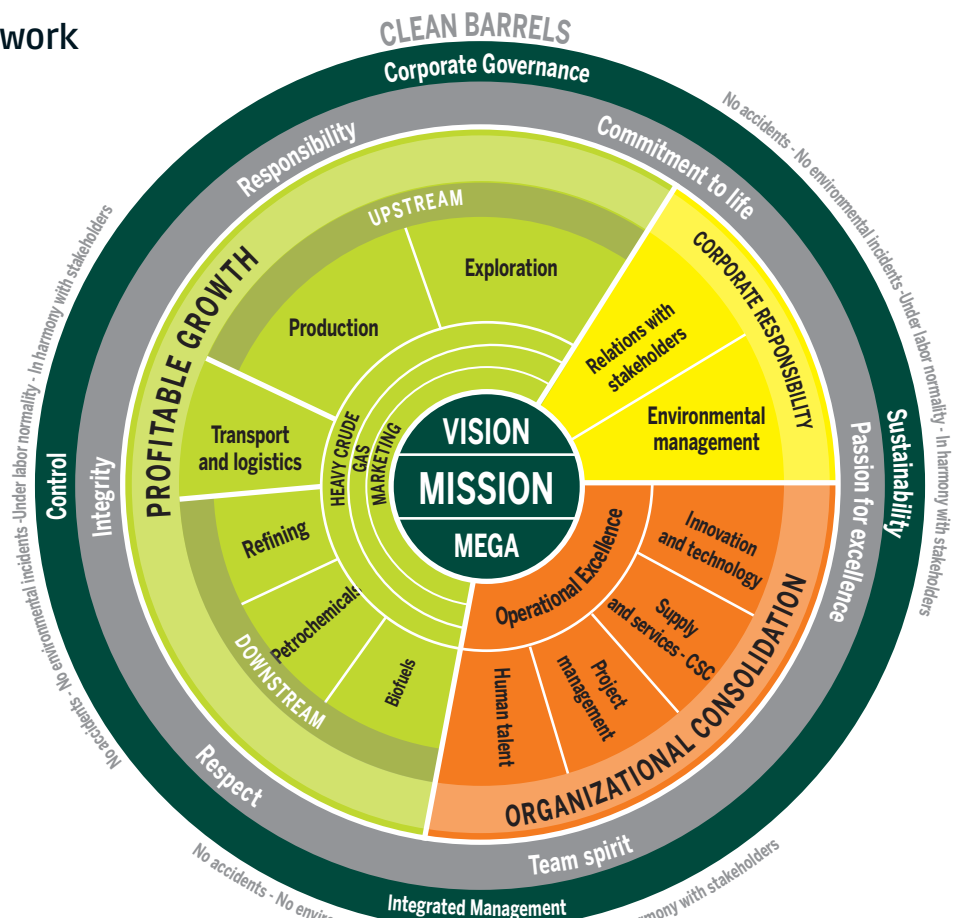 work
CLEAN BARRELS
Corporate Governance
No accidents - No environmental incidents -Under labor normality - In harmony with stakeholders
Responsibility
Commitment to life
UPSTREAM
CORPORATE RESPONSIBILITY
PROFITABLE GROWTH
Exploration
Production
Relations with
stakeholders
Environmental
management
Transport
and logistics
HEAVY CRUDE
GAS
MARKETING
VISION
MISSION
MEGA
Control
Integrity
Sustainability
Passion for excellence
No accidents - No environmental incidents -Under labor normality - In harmony with stakeholders
Refining
Petrochemicals
Biofuels
DOWNSTREAM
Operational Excellence
Innovation
and technology
Supply
and services - CSC
Project
management
Human talent
ORGANIZATIONAL CONSOLIDATION
Respect
Team spirit
Integrated Management
No accidents - No
with stakeholders